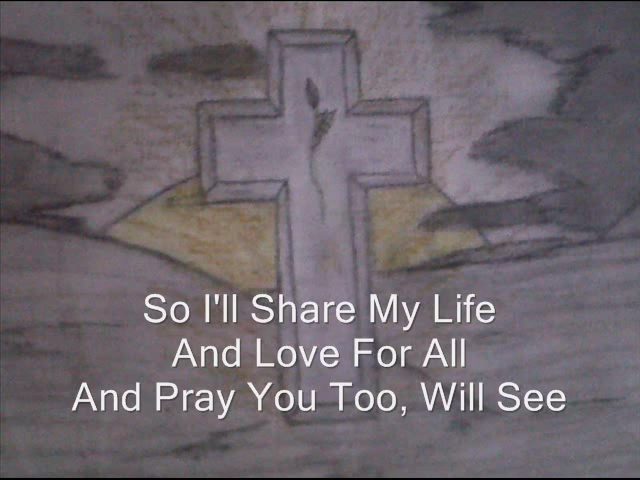 So I'll Share My Life
And Love For All
And Pray You Too, Will See